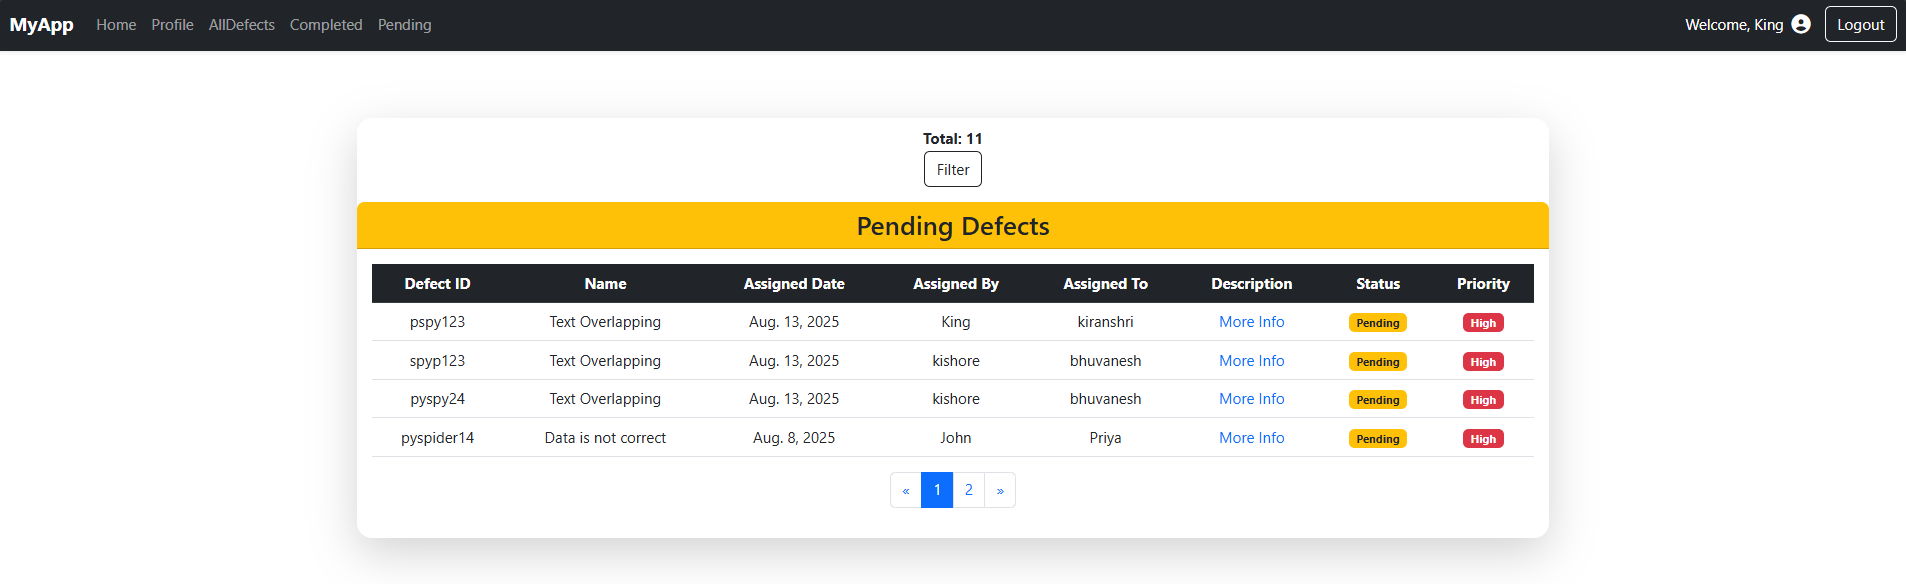 MyApp Home Profile AllDefects Completed Pending Welcome, King Logout
Total: 11
Filter
Pending Defects
Defect ID Name Assigned Date Assigned By Assigned To Description Status Priority
pspy123 Text Overlapping Aug. 13, 2025 King kiranshri More Info Pending High
spyp123 Text Overlapping Aug. 13, 2025 kishore bhuvanesh More Info Pending High
pyspy24 Text Overlapping Aug. 13, 2025 kishore bhuvanesh More Info Pending High
pyspider14 Data is not correct Aug. 8, 2025 John Priya More Info Pending High
« 1 2 »